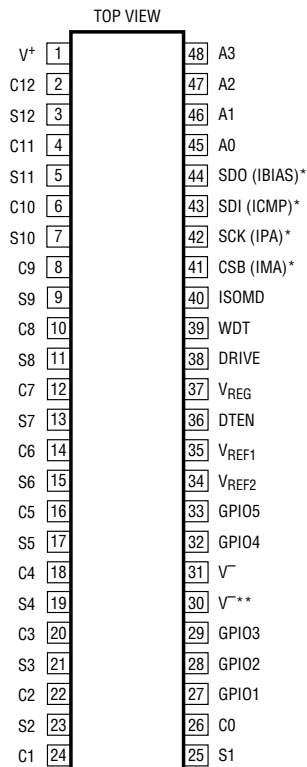 TOP VIEW
V+ 1 48 A3
C12 2 47 A2
S12 3 46 A1
C11 4 45 A0
S11 5 44 SDO (IBIAS)*
C10 6 43 SDI (ICMP)*
S10 7 42 SCK (IPA)*
C9 8 41 CSB (IMA)*
S9 9 40 ISOMD
C8 10 39 WDT
S8 11 38 DRIVE
C7 12 37 VREG
S7 13 36 DTEN
C6 14 35 VREF1
S6 15 34 VREF2
C5 16 33 GPIO5
S5 17 32 GPIO4
C4 18 31 V–
S4 19 30 V–**
C3 20 29 GPIO3
S3 21 28 GPIO2
C2 22 27 GPIO1
S2 23 26 C0
C1 24 25 S1